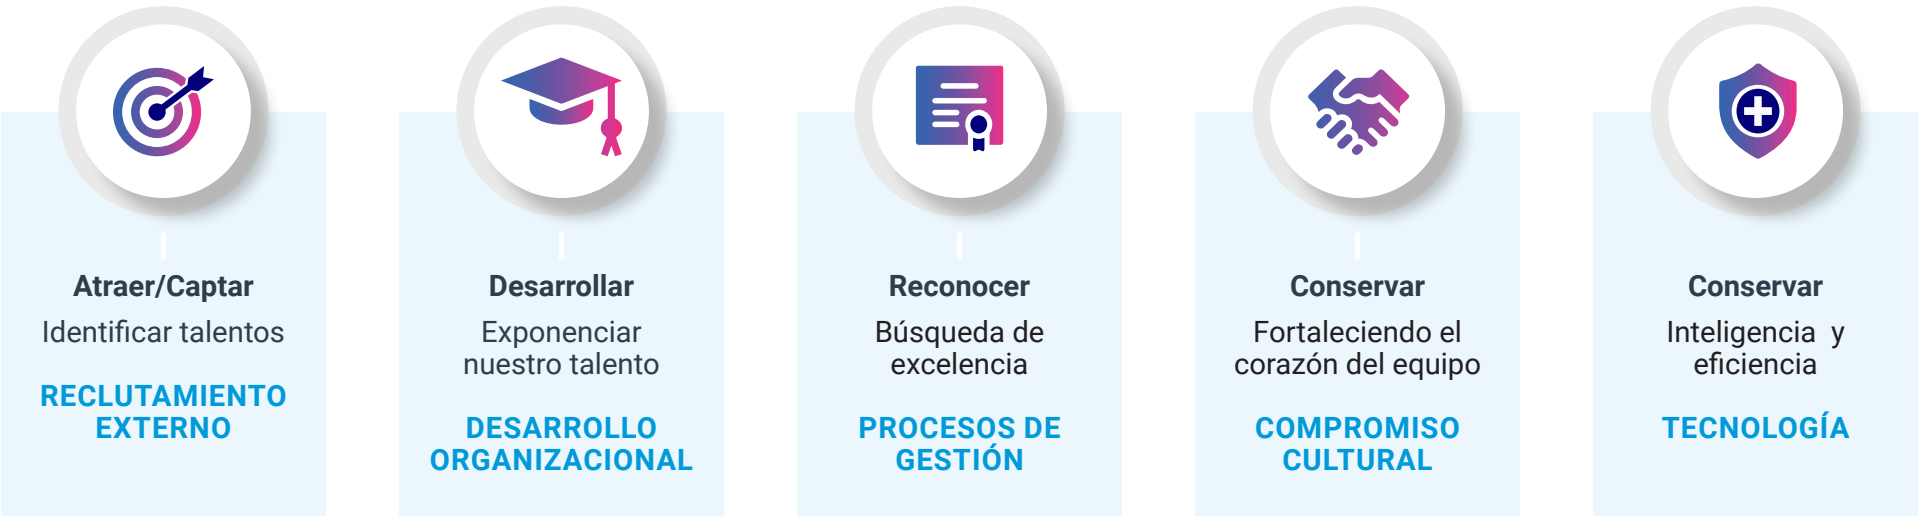 Atraer/Captar
Identificar talentos
RECLUTAMIENTO
EXTERNO
Desarrollar
Exponenciar
nuestro talento
DESARROLLO
ORGANIZACIONAL
Reconocer
Búsqueda de
excelencia
PROCESOS DE
GESTIÓN
Conservar
Fortaleciendo el
corazón del equipo
COMPROMISO
CULTURAL
Conservar
Inteligencia y
eficiencia
TECNOLOGÍA